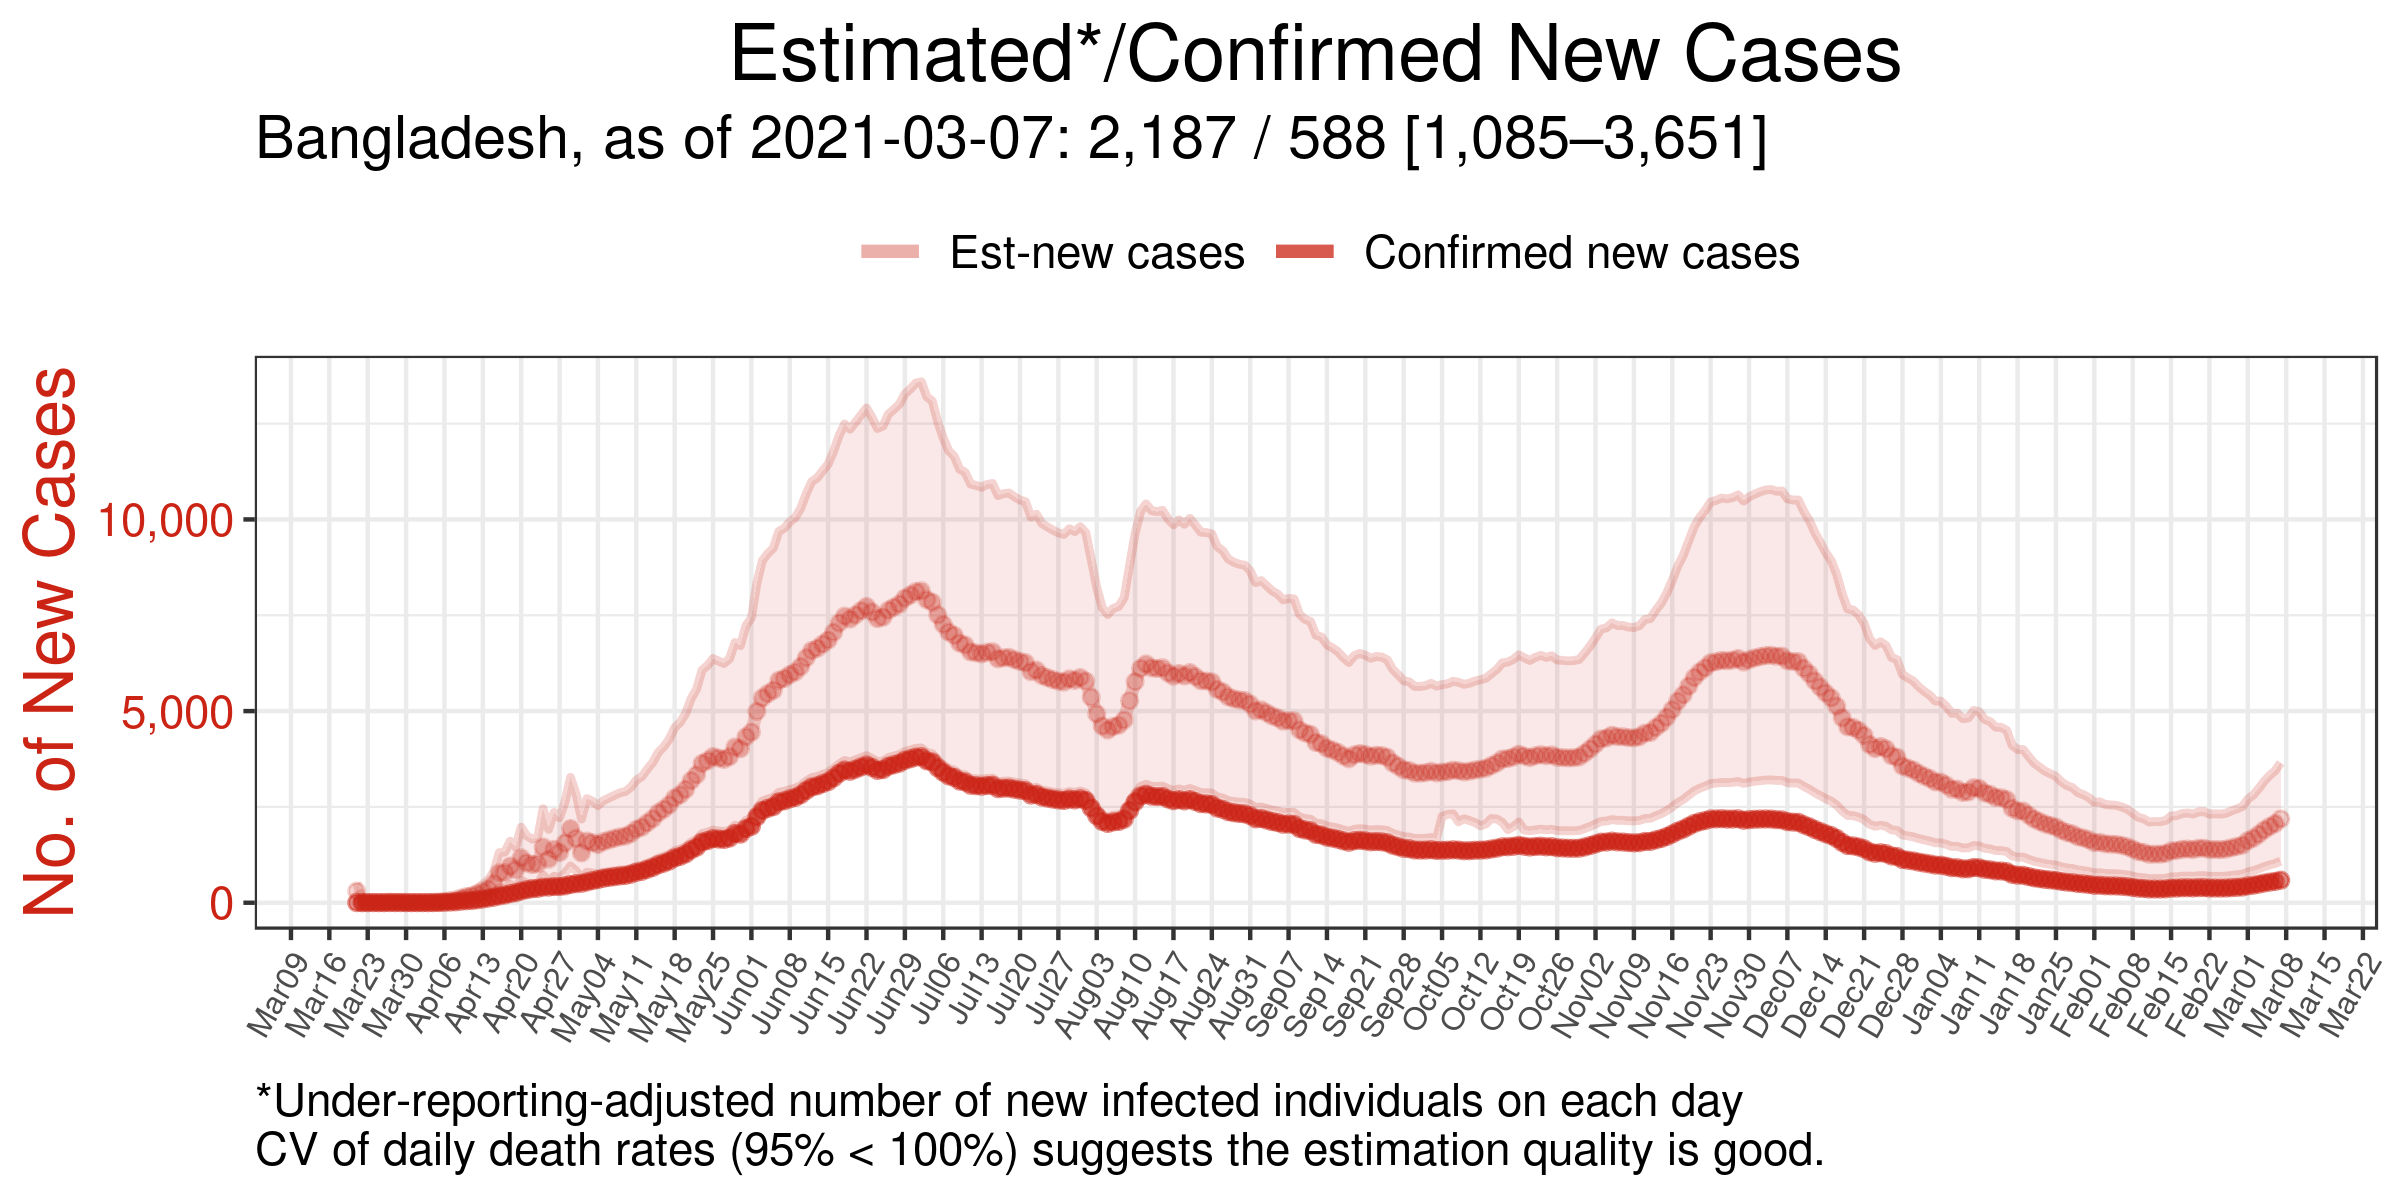 Estimated*/Confirmed New Cases
Bangladesh, as of 2021-03-07: 2,187 / 588 [1,085–3,651]
Est-new cases
Confirmed new cases
No. of New Cases
10,000
5,000
0
Mar09
Mar16
Mar23
Mar30
Apr06
Apr13
Apr20
Apr27
May04
May11
May18
May25
Jun01
Jun08
Jun15
Jun22
Jun29
Jul06
Jul13
Jul20
Jul27
Aug03
Aug10
Aug17
Aug24
Aug31
Sep07
Sep14
Sep21
Sep28
Oct05
Oct12
Oct19
Oct26
Nov02
Nov09
Nov16
Nov23
Nov30
Dec07
Dec14
Dec21
Dec28
Jan04
Jan11
Jan18
Jan25
Feb01
Feb08
Feb15
Feb22
Mar01
Mar08
Mar15
Mar22
*Under-reporting-adjusted number of new infected individuals on each day
CV of daily death rates (95% < 100%) suggests the estimation quality is good.